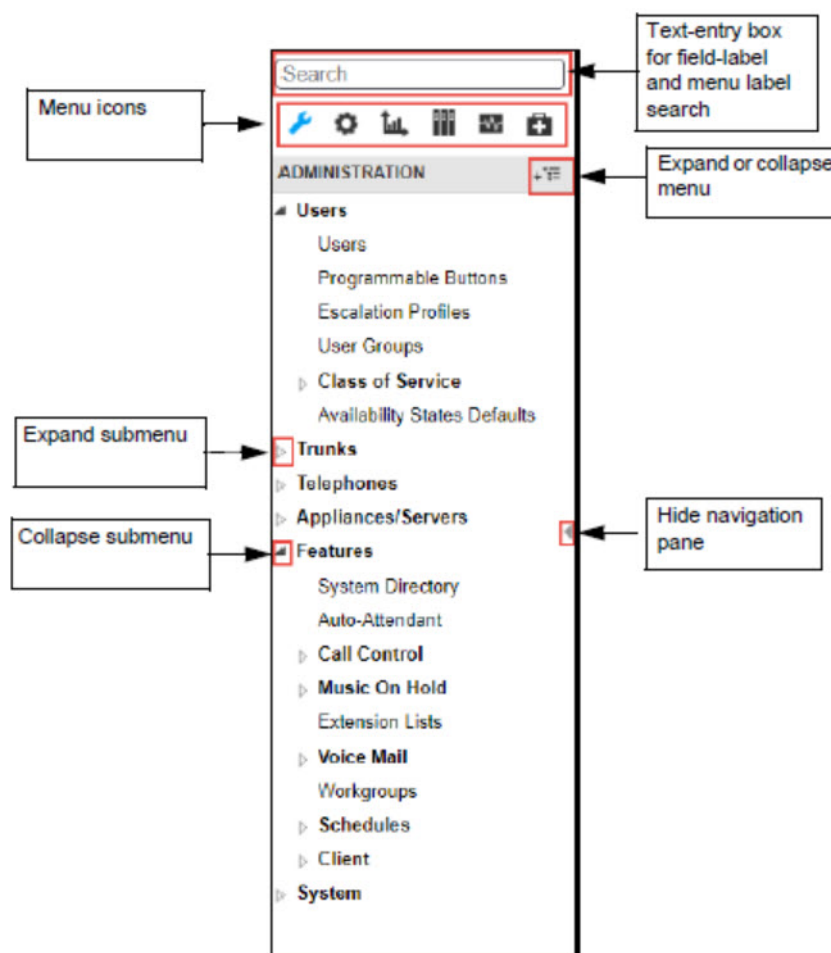 Text-entry box
for field-label
and menu label
search
Search
Menu icons
Expand or collapse
menu
ADMINISTRATION
Users
Users
Programmable Buttons
Escalation Profiles
User Groups
Class of Service
Availability States Defaults
Expand submenu
Trunks
Telephones
Appliances/Servers
Hide navigation
pane
Collapse submenu
Features
System Directory
Auto-Attendant
Call Control
Music On Hold
Extension Lists
Voice Mail
Workgroups
Schedules
Client
System